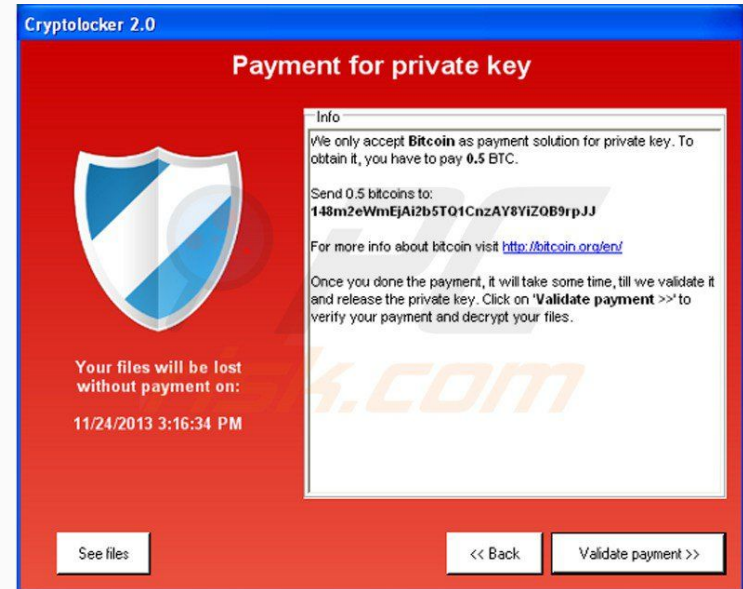 Cryptolocker 2.0
Payment for private key
Info
We only accept Bitcoin as payment solution for private key. To
obtain it, you have to pay 0.5 BTC.
Send 0.5 bitcoins to:
148m2eWmEjAi2b5TQ1CnzAY8YiZQB9rpJJ
For more info about bitcoin visit http://bitcoin.org/en/
Once you done the payment, it will take some time, till we validate it
and release the private key. Click on 'Validate payment >>' to
verify your payment and decrypt your files.
Your files will be lost
without payment on:
11/24/2013 3:16:34 PM
See files
<< Back
Validate payment >>
PC
risk.com